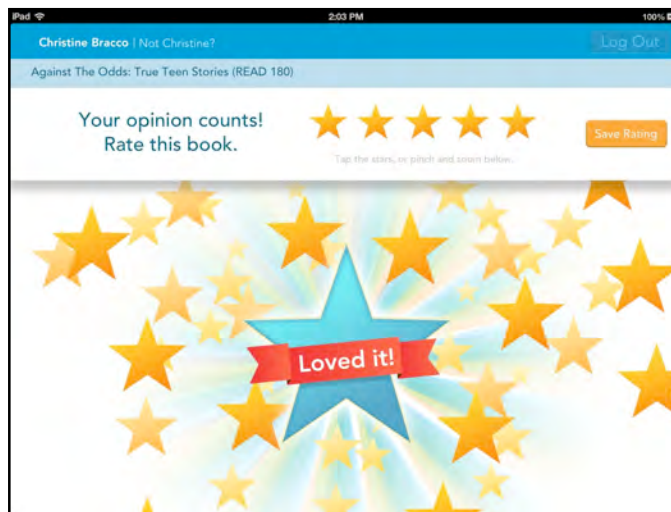 iPad 2:03 PM 100%
Christine Bracco | Not Christine? Log Out
Against The Odds: True Teen Stories (READ 180)
Your opinion counts!
Rate this book.
Save Rating
Tap the stars, or pinch and zoom below.
Loved it!